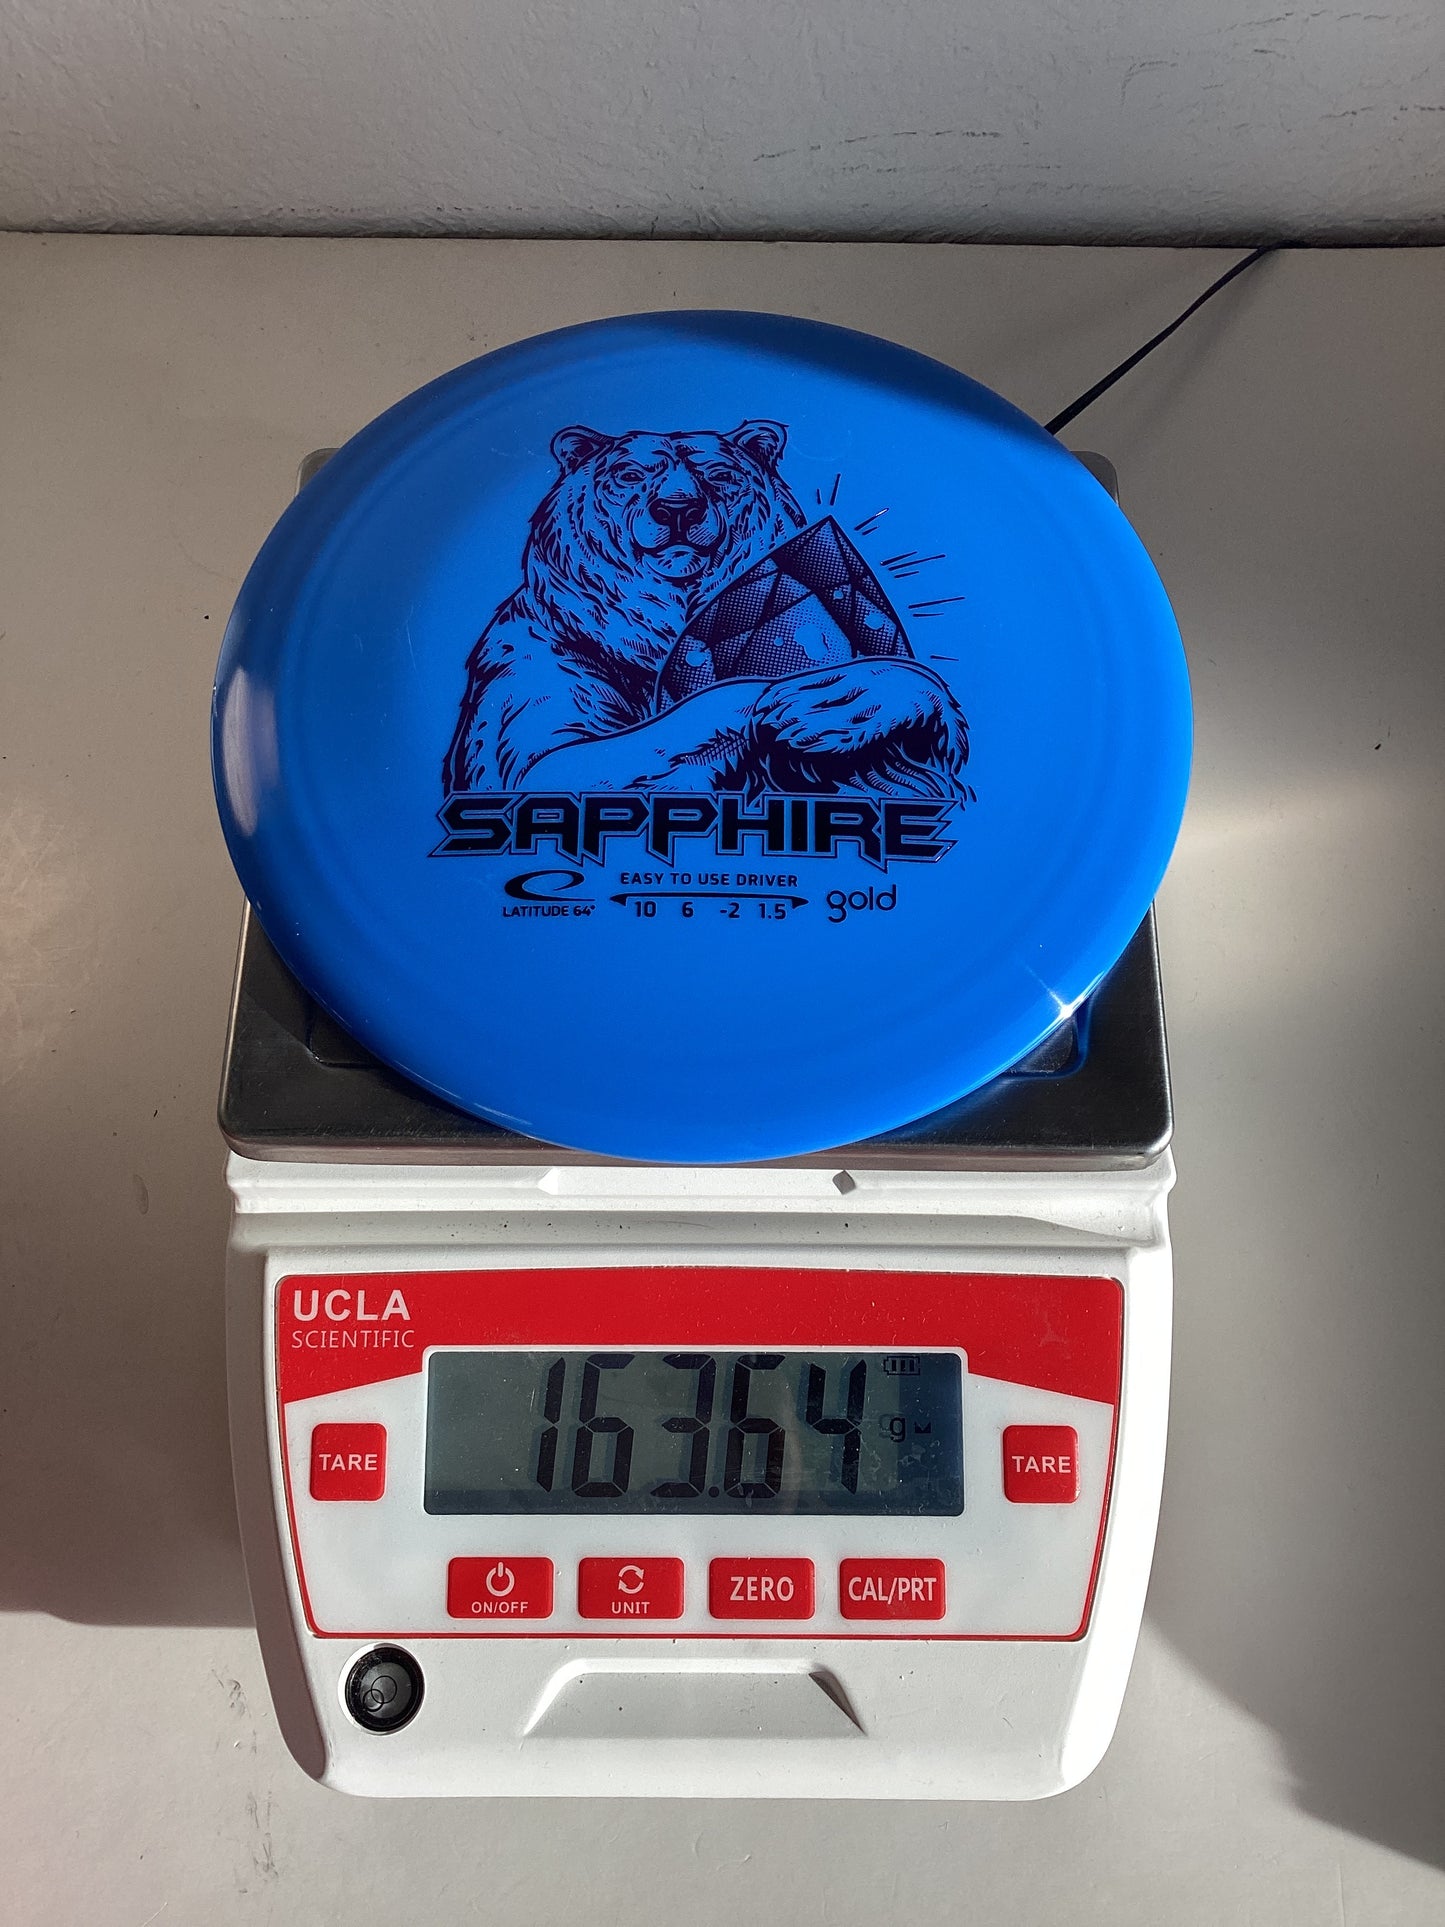 SAPPHIRE
EASY TO USE DRIVER
LATITUDE 64°
10 6 -2 1.5
gold
UCLA
SCIENTIFIC
163.64
g
TARE
TARE
ON/OFF
UNIT
ZERO
CAL/PRT